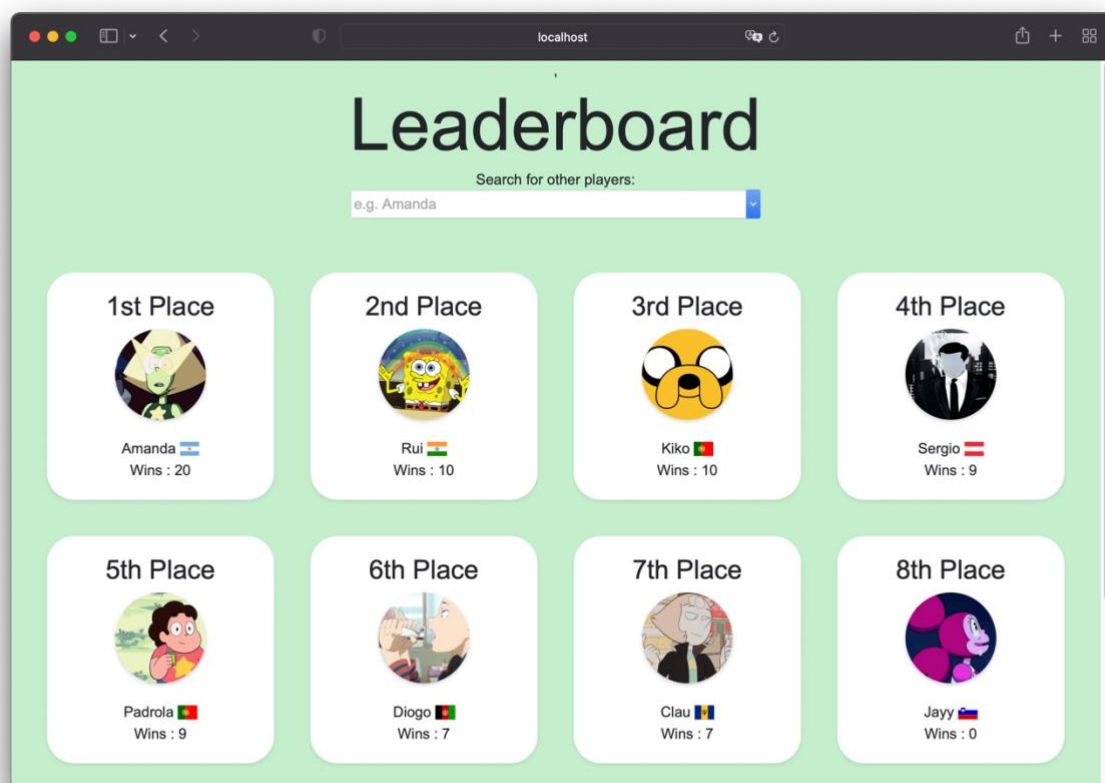 localhost
Leaderboard
Search for other players:
e.g. Amanda
1st Place
Amanda
Wins : 20
2nd Place
Rui
Wins : 10
3rd Place
Kiko
Wins : 10
4th Place
Sergio
Wins : 9
5th Place
Padrola
Wins : 9
6th Place
Diogo
Wins : 7
7th Place
Clau
Wins : 7
8th Place
Jayy
Wins : 0